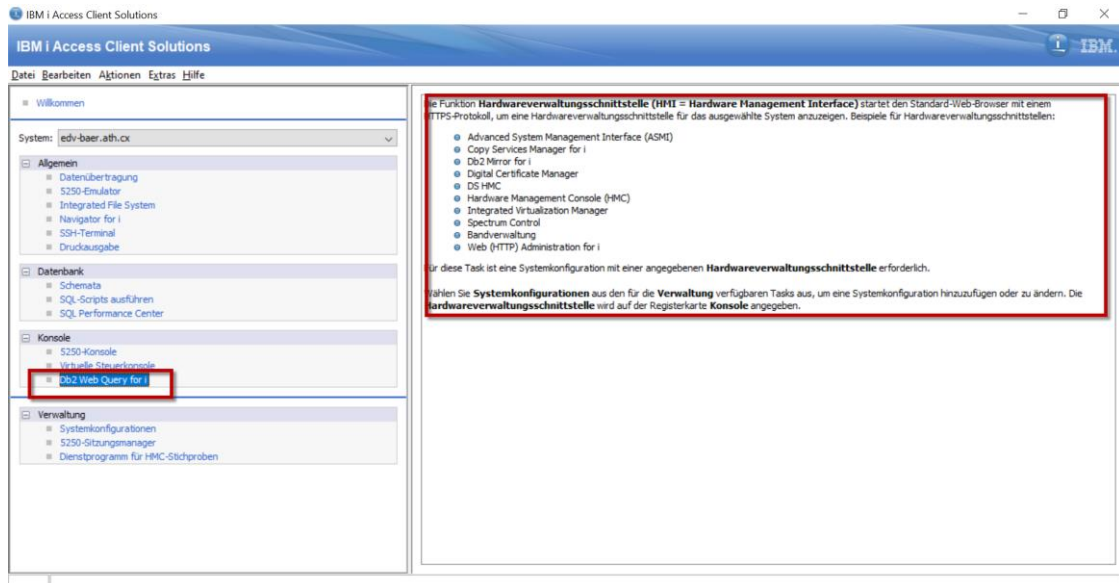 IBM i Access Client Solutions
IBM i Access Client Solutions
IBM.
Datei Bearbeiten Aktionen Extras Hilfe
Willkommen
System: edv-baer.ath.cx
Allgemein
Datenübertragung
5250-Emulator
Integrated File System
Navigator for i
SSH-Terminal
Druckausgabe
Datenbank
Schemata
SQL-Scripts ausführen
SQL Performance Center
Konsole
5250-Konsole
Virtuelle Steuerkonsole
Db2 Web Query for i
Verwaltung
Systemkonfigurationen
5250-Sitzungsmanager
Dienstprogramm für HMC-Stichproben
Die Funktion Hardwareverwaltungsschnittstelle (HMI = Hardware Management Interface) startet den Standard-Web-Browser mit einem
HTTPS-Protokoll, um eine Hardwareverwaltungsschnittstelle für das ausgewählte System anzuzeigen. Beispiele für Hardwareverwaltungsschnittstellen:
Advanced System Management Interface (ASMI)
Copy Services Manager for i
Db2 Mirror for i
Digital Certificate Manager
DS HMC
Hardware Management Console (HMC)
Integrated Virtualization Manager
Spectrum Control
Bandverwaltung
Web (HTTP) Administration for i
Für diese Task ist eine Systemkonfiguration mit einer angegebenen Hardwareverwaltungsschnittstelle erforderlich.
Wählen Sie Systemkonfigurationen aus den für die Verwaltung verfügbaren Tasks aus, um eine Systemkonfiguration hinzuzufügen oder zu ändern. Die
Hardwareverwaltungsschnittstelle wird auf der Registerkarte Konsole angegeben.